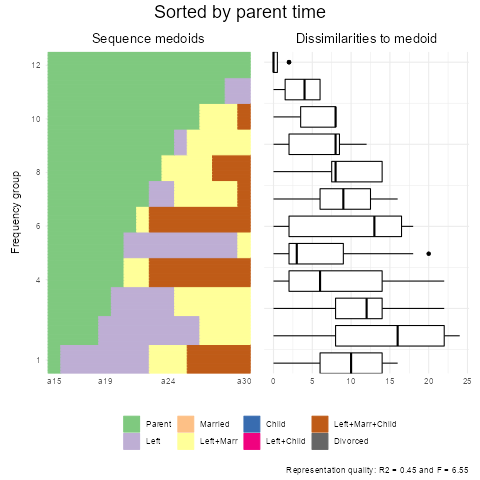 Sorted by parent time
Sequence medoids
Dissimilarities to medoid
Frequency group
12
10
8
6
4
1
a15 a19 a24 a30
0 5 10 15 20 25
Parent Married Child Left+Marr+Child
Left Left+Marr Left+Child Divorced
Representation quality: R2 = 0.45 and F = 6.55